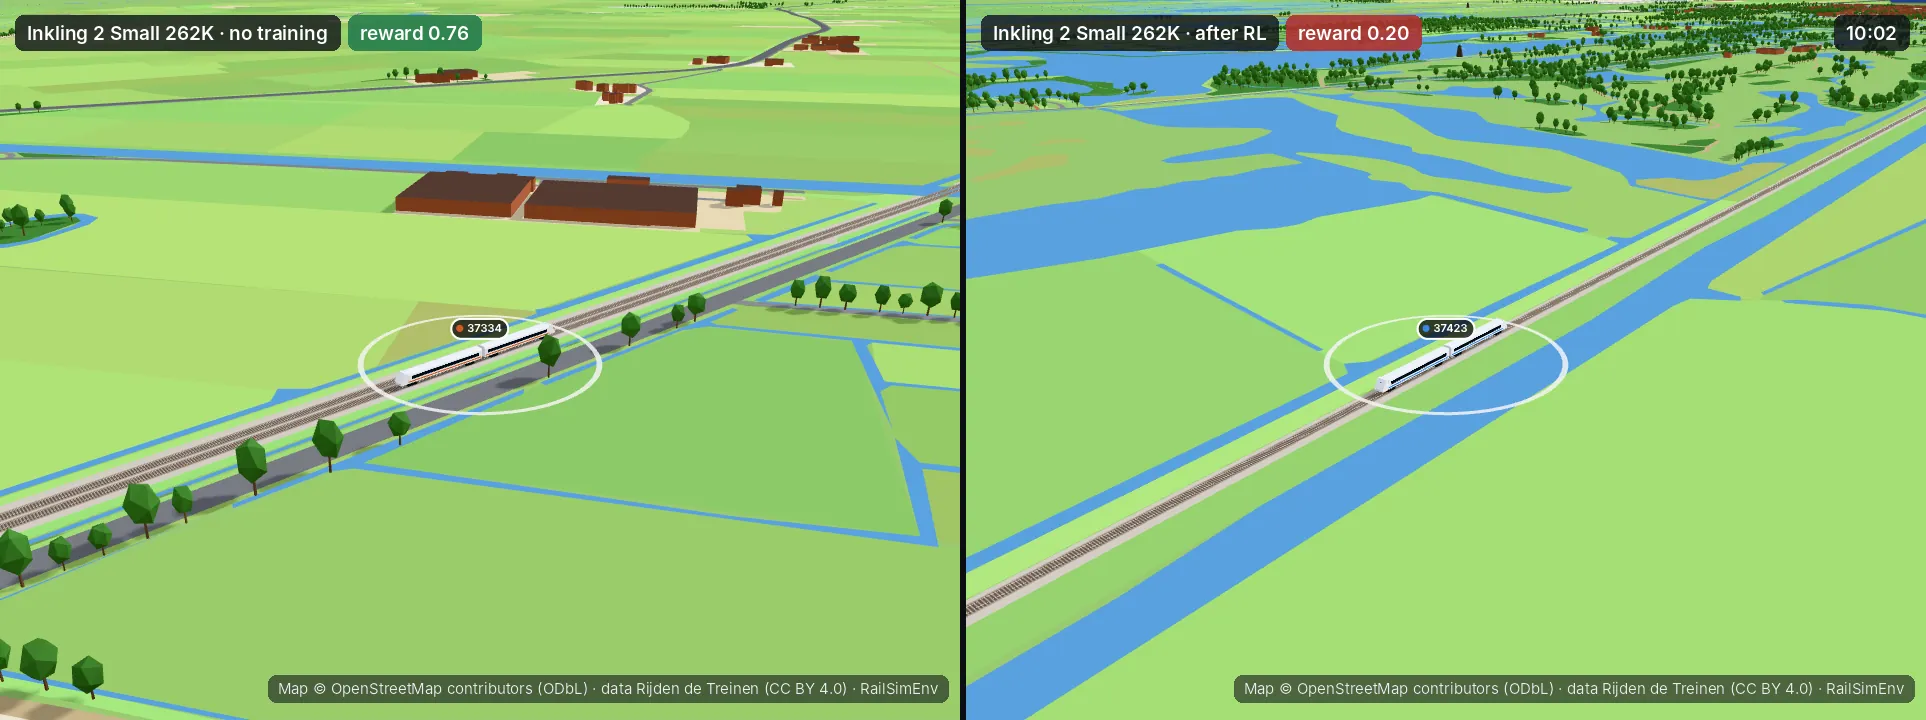 Inkling 2 Small 262K · no training
reward 0.76
37334
Map © OpenStreetMap contributors (ODbL) · data Rijden de Treinen (CC BY 4.0) · RailSimEnv
Inkling 2 Small 262K · after RL
reward 0.20
10:02
37423
Map © OpenStreetMap contributors (ODbL) · data Rijden de Treinen (CC BY 4.0) · RailSimEnv